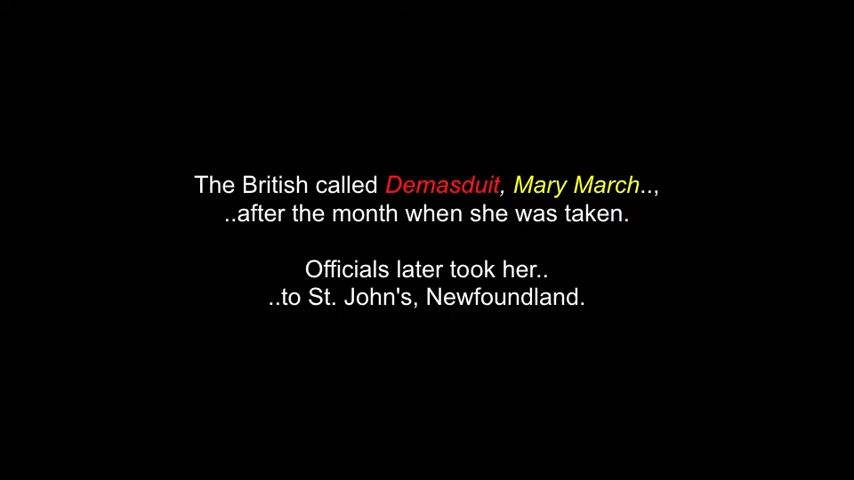 The British called Demasduit, Mary March..,
..after the month when she was taken.
Officials later took her..
..to St. John's, Newfoundland.